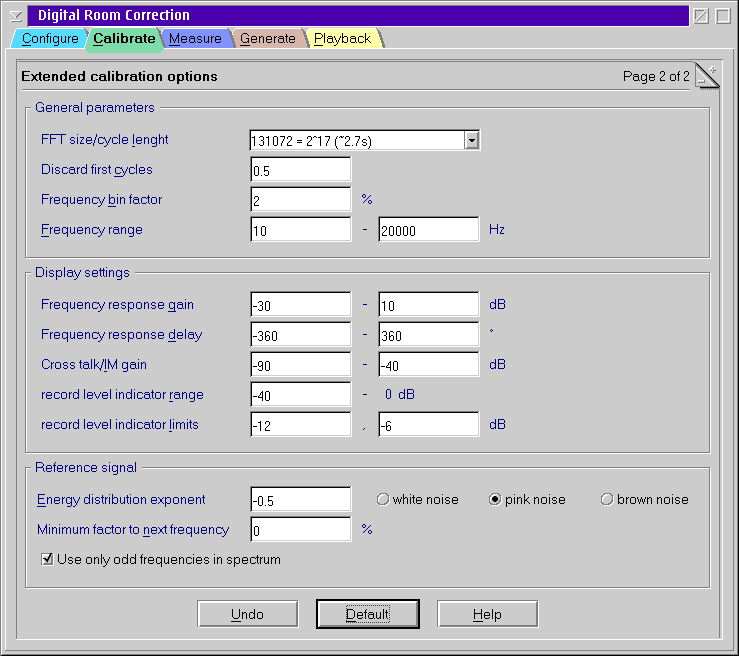 Digital Room Correction
Configure Calibrate Measure Generate Playback
Extended calibration options Page 2 of 2
General parameters
FFT size/cycle lenght 131072 = 2^17 (~2.7s)
Discard first cycles 0.5
Frequency bin factor 2 %
Frequency range 10 - 20000 Hz
Display settings
Frequency response gain -30 - 10 dB
Frequency response delay -360 - 360 °
Cross talk/IM gain -90 - -40 dB
record level indicator range -40 - 0 dB
record level indicator limits -12 , -6 dB
Reference signal
Energy distribution exponent -0.5 white noise pink noise brown noise
Minimum factor to next frequency 0 %
Use only odd frequencies in spectrum
Undo Default Help